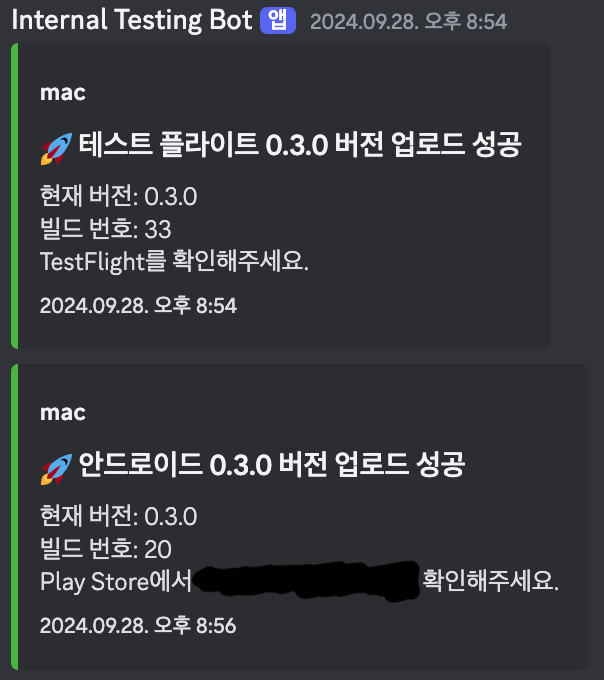 Internal Testing Bot 앱 2024.09.28. 오후 8:54
mac
🚀 테스트 플라이트 0.3.0 버전 업로드 성공
현재 버전: 0.3.0
빌드 번호: 33
TestFlight를 확인해주세요.
2024.09.28. 오후 8:54
mac
🚀 안드로이드 0.3.0 버전 업로드 성공
현재 버전: 0.3.0
빌드 번호: 20
Play Store에서 확인해주세요.
2024.09.28. 오후 8:56